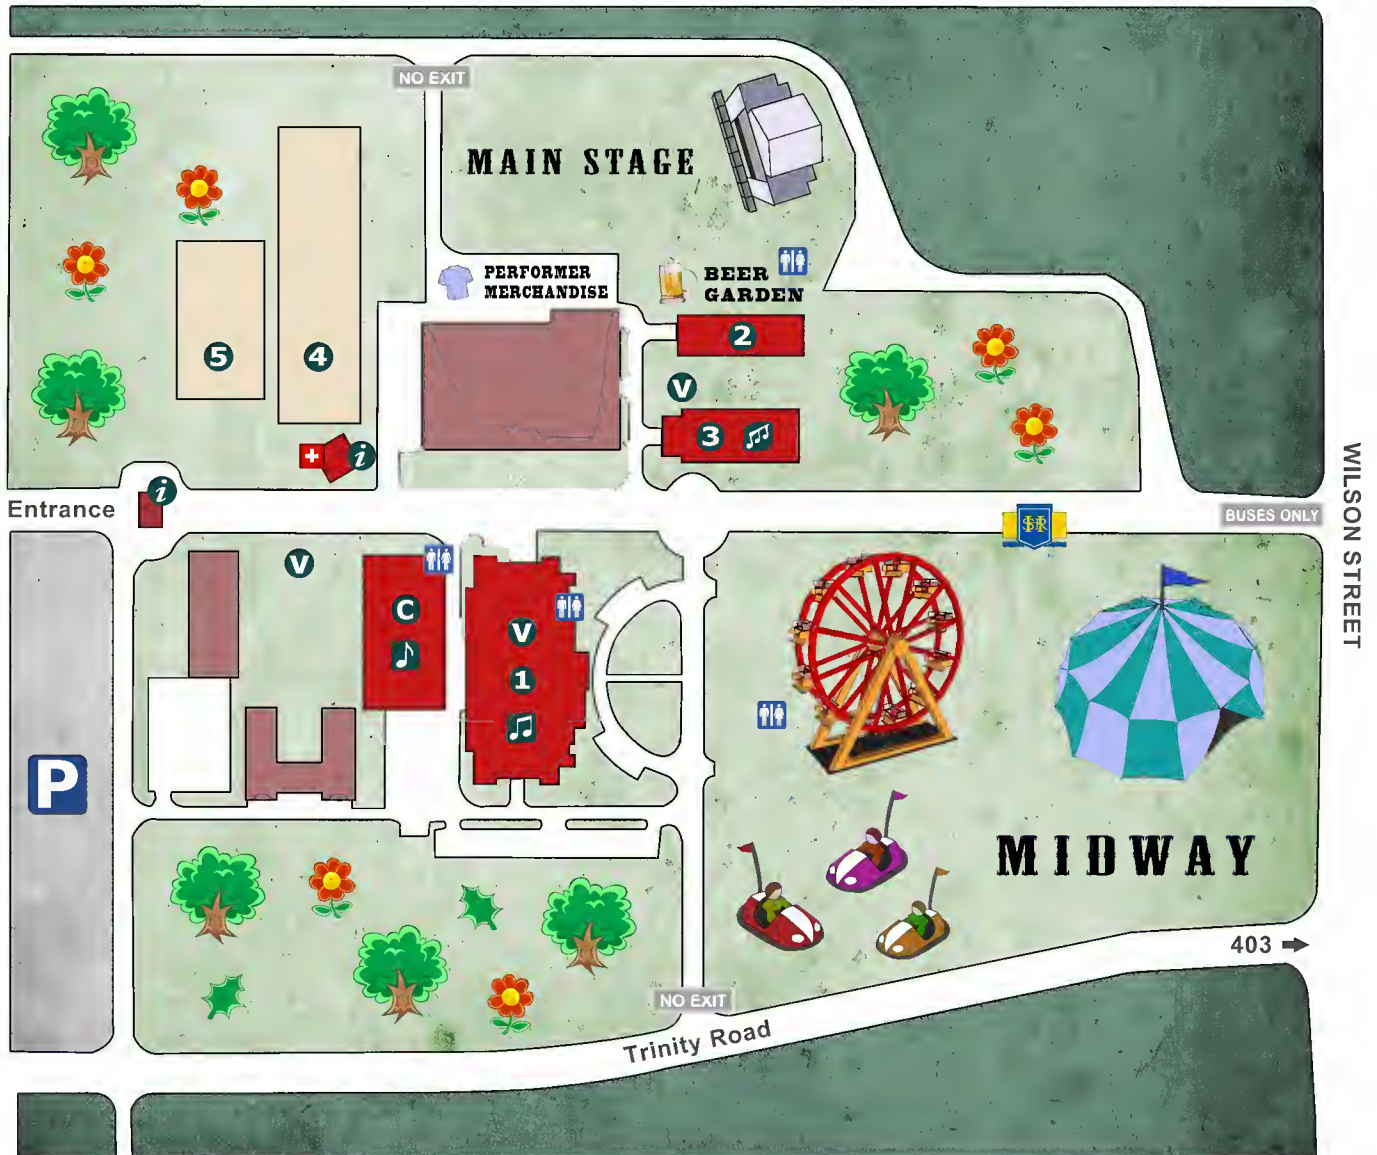 NO EXIT
MAIN STAGE
PERFORMER
MERCHANDISE
BEER
GARDEN
2
5
4
V
3
i
i
Entrance
BUSES ONLY
WILSON STREET
V
C
V
1
P
MIDWAY
403
NO EXIT
Trinity Road